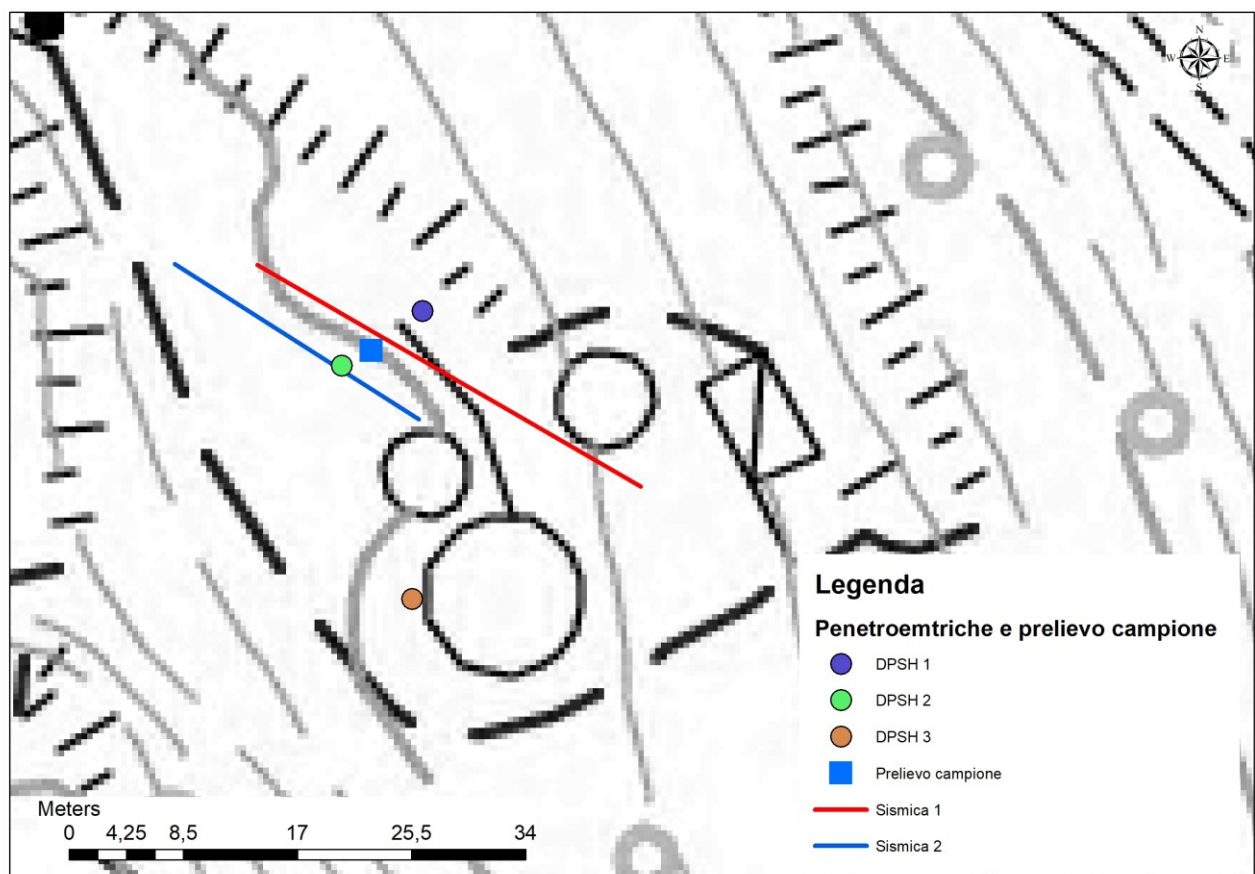 N
W E
S
Legenda
Penetroemtriche e prelievo campione
DPSH 1
DPSH 2
DPSH 3
Prelievo campione
Sismica 1
Sismica 2
Meters
0 4,25 8,5 17 25,5 34